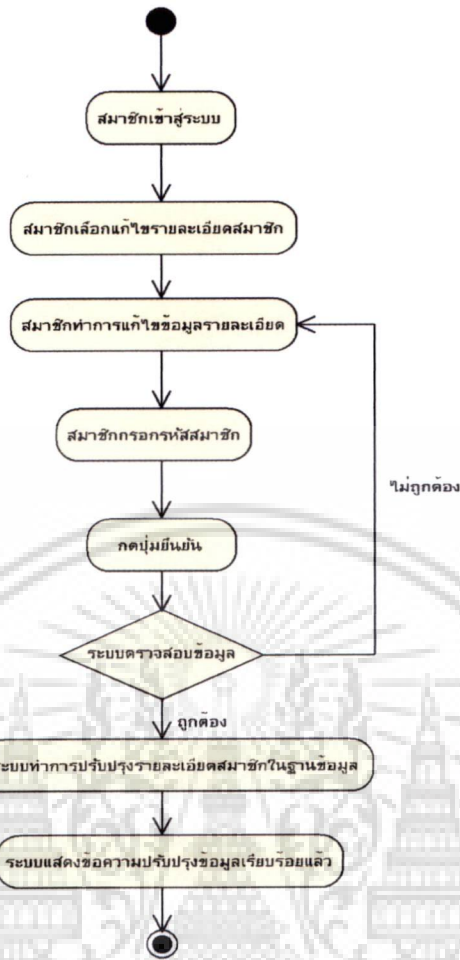 สมาชิกเข้าสู่ระบบ
สมาชิกเลือกแก้ไขรายละเอียดสมาชิก
สมาชิกทำการแก้ไขข้อมูลรายละเอียด
สมาชิกกรอกรหัสสมาชิก
ไม่ถูกต้อง
กดปุ่มยืนยัน
ระบบตรวจสอบข้อมูล
ถูกต้อง
ระบบทำการปรับปรุงรายละเอียดสมาชิกในฐานข้อมูล
ระบบแสดงข้อความปรับปรุงข้อมูลเรียบร้อยแล้ว